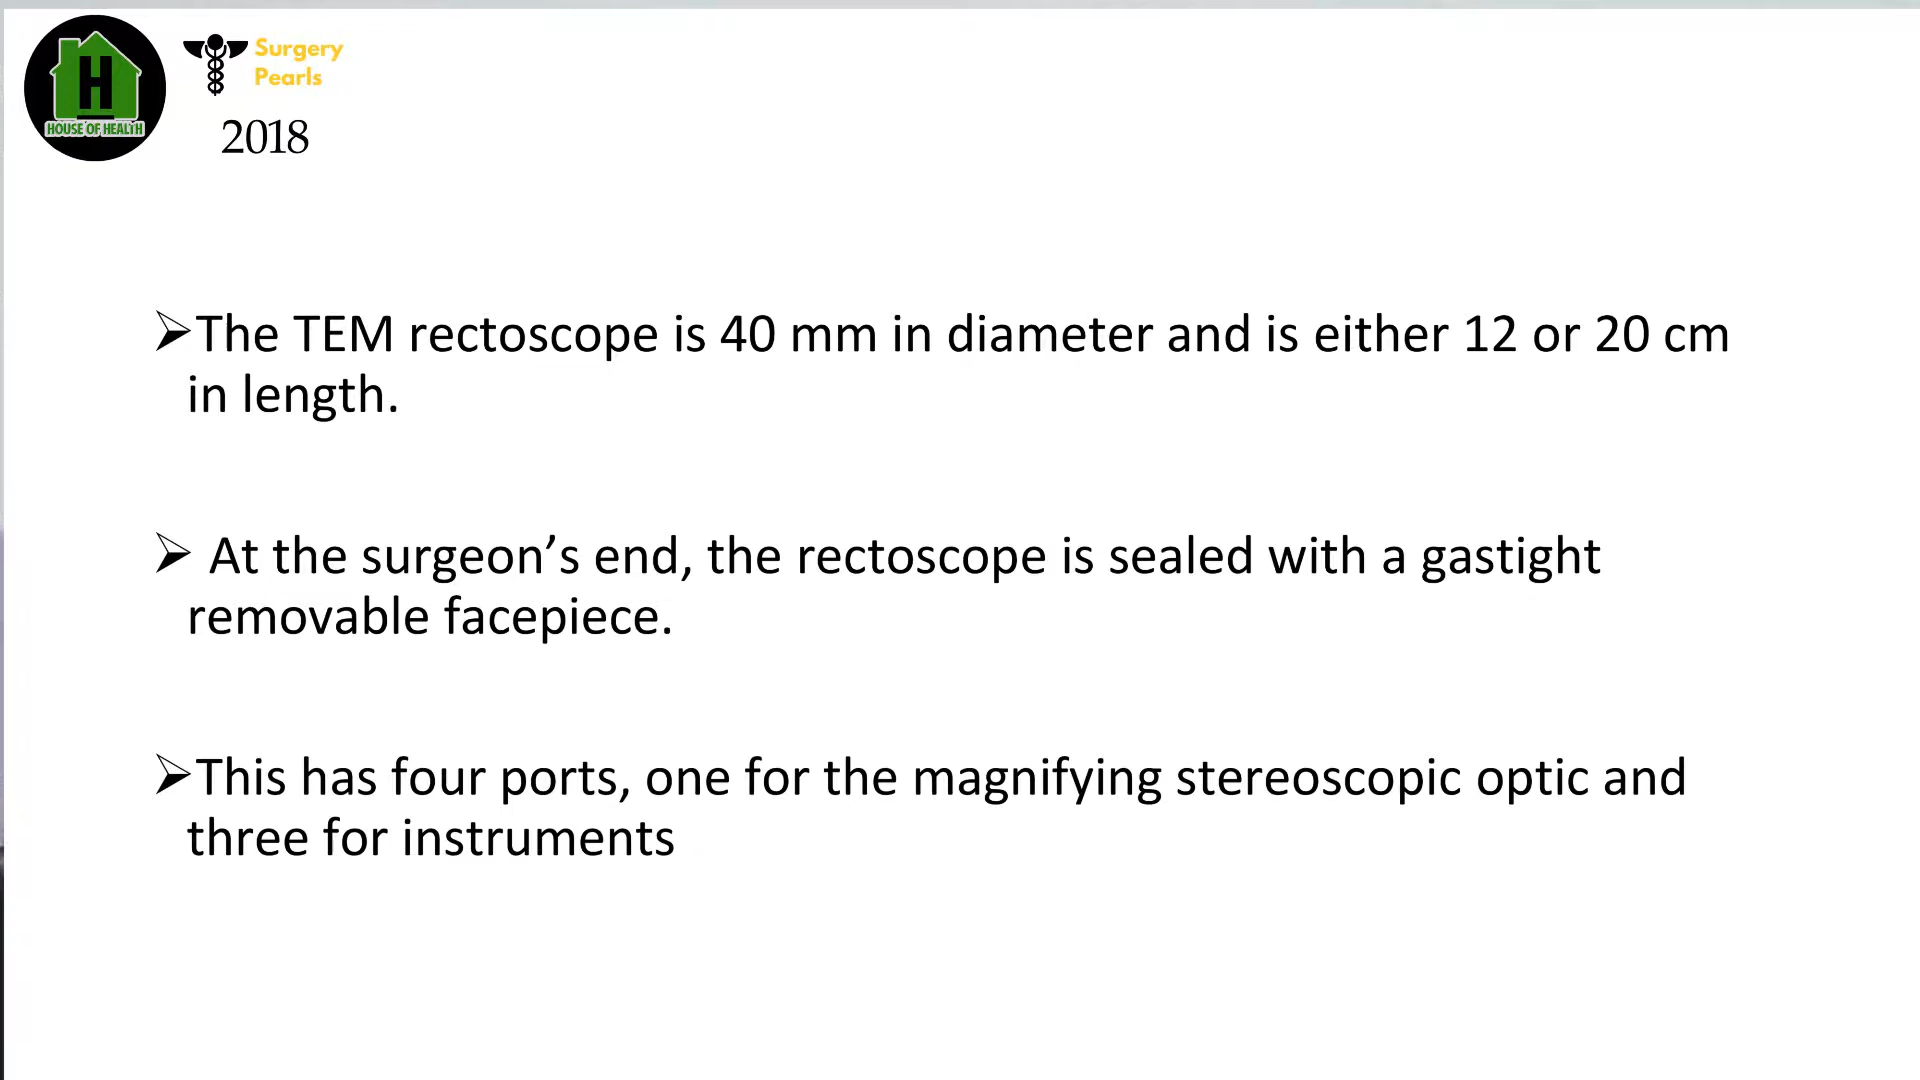 H
HOUSE OF HEALTH
Surgery
Pearls
2018
➢The TEM rectoscope is 40 mm in diameter and is either 12 or 20 cm
in length.
➢ At the surgeon’s end, the rectoscope is sealed with a gastight
removable facepiece.
➢This has four ports, one for the magnifying stereoscopic optic and
three for instruments